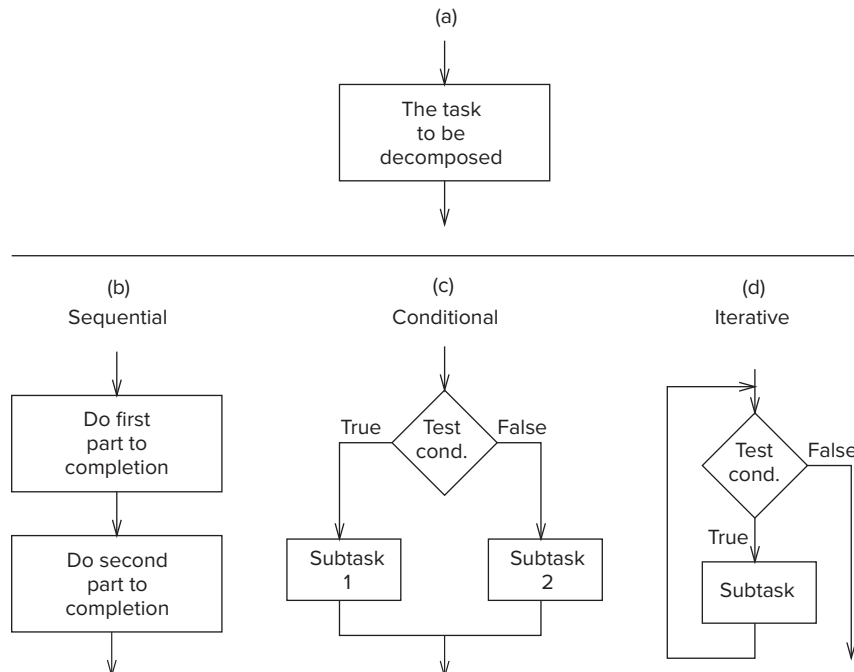 (a)
The task
to be
decomposed
(b)
Sequential
Do first
part to
completion
Do second
part to
completion
(c)
Conditional
True
Test
cond.
False
Subtask
1
Subtask
2
(d)
Iterative
Test
cond.
False
True
Subtask